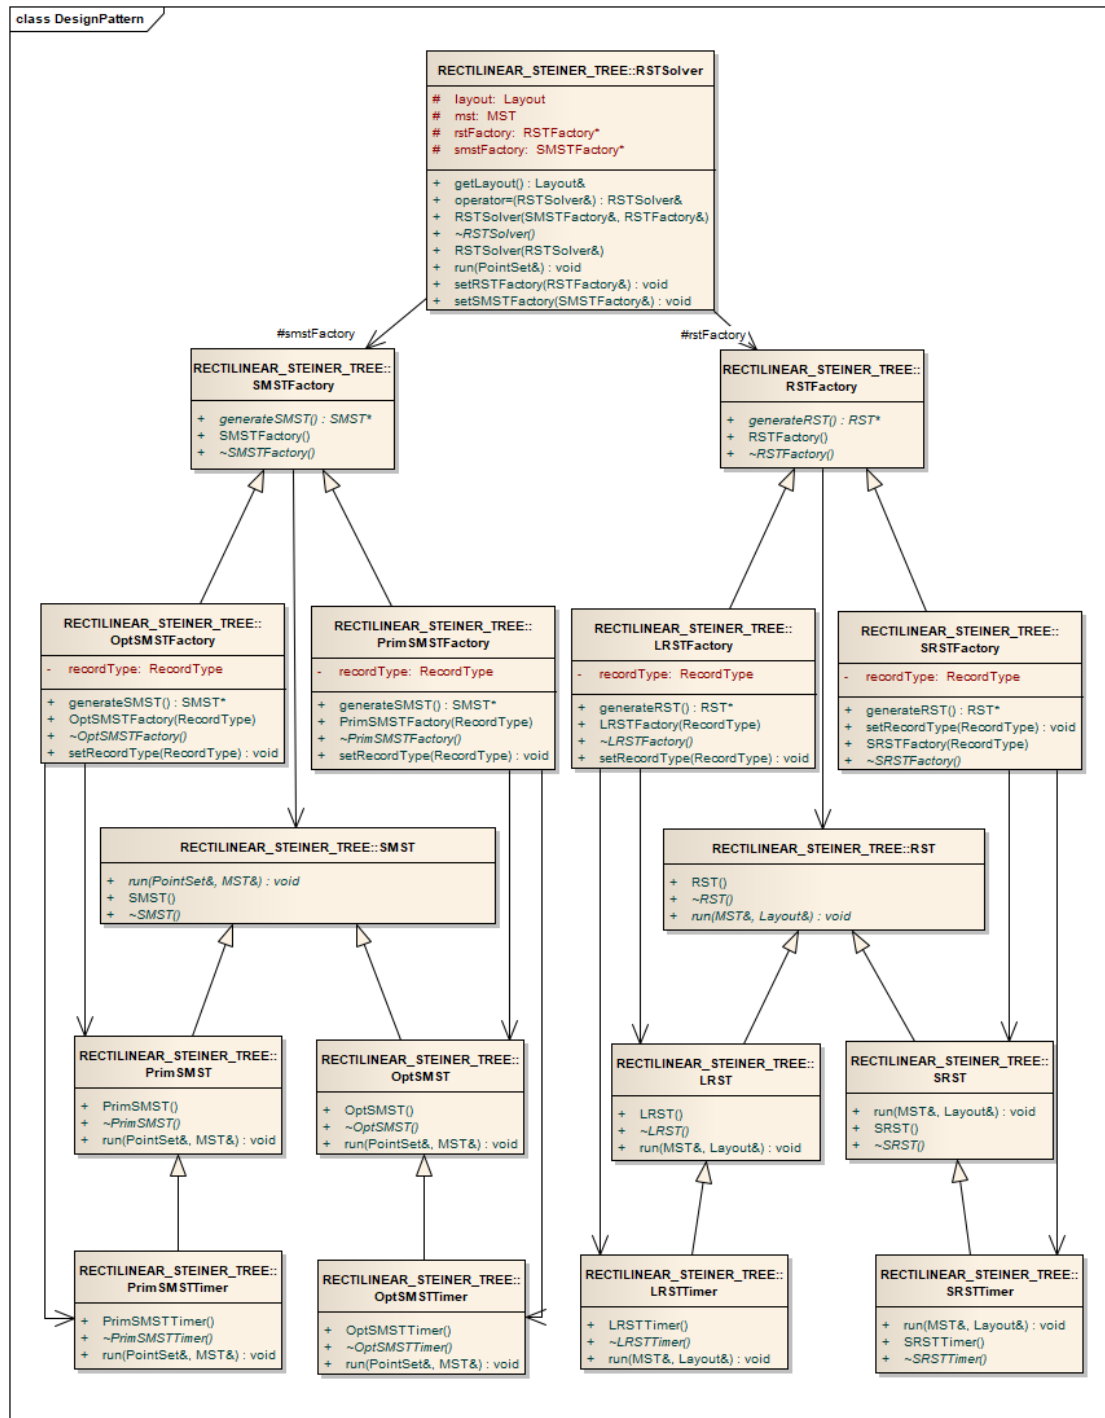 class DesignPattern
RECTILINEAR_STEINER_TREE::RSTSolver
# layout: Layout
# mst: MST
# rstFactory: RSTFactory*
# smstFactory: SMSTFactory*
+ getLayout() : Layout&
+ operator=(RSTSolver&) : RSTSolver&
+ RSTSolver(SMSTFactory&, RSTFactory&)
+ ~RSTSolver()
+ RSTSolver(RSTSolver&)
+ run(PointSet&) : void
+ setRSTFactory(RSTFactory&) : void
+ setSMSTFactory(SMSTFactory&) : void
#smstFactory
#rstFactory
RECTILINEAR_STEINER_TREE::
SMSTFactory
+ generateSMST() : SMST*
+ SMSTFactory()
+ ~SMSTFactory()
RECTILINEAR_STEINER_TREE::
RSTFactory
+ generateRST() : RST*
+ RSTFactory()
+ ~RSTFactory()
RECTILINEAR_STEINER_TREE::
OptSMSTFactory
- recordType: RecordType
+ generateSMST() : SMST*
+ OptSMSTFactory(RecordType)
+ ~OptSMSTFactory()
+ setRecordType(RecordType) : void
RECTILINEAR_STEINER_TREE::
PrimSMSTFactory
- recordType: RecordType
+ generateSMST() : SMST*
+ PrimSMSTFactory(RecordType)
+ ~PrimSMSTFactory()
+ setRecordType(RecordType) : void
RECTILINEAR_STEINER_TREE::
LRSTFactory
- recordType: RecordType
+ generateRST() : RST*
+ LRSTFactory(RecordType)
+ ~LRSTFactory()
+ setRecordType(RecordType) : void
RECTILINEAR_STEINER_TREE::
SRSTFactory
- recordType: RecordType
+ generateRST() : RST*
+ setRecordType(RecordType) : void
+ SRSTFactory(RecordType)
+ ~SRSTFactory()
RECTILINEAR_STEINER_TREE::SMST
+ run(PointSet&, MST&) : void
+ SMST()
+ ~SMST()
RECTILINEAR_STEINER_TREE::RST
+ RST()
+ ~RST()
+ run(MST&, Layout&) : void
RECTILINEAR_STEINER_TREE::
PrimSMST
+ PrimSMST()
+ ~PrimSMST()
+ run(PointSet&, MST&) : void
RECTILINEAR_STEINER_TREE::
OptSMST
+ OptSMST()
+ ~OptSMST()
+ run(PointSet&, MST&) : void
RECTILINEAR_STEINER_TREE::
LRST
+ LRST()
+ ~LRST()
+ run(MST&, Layout&) : void
RECTILINEAR_STEINER_TREE::
SRST
+ run(MST&, Layout&) : void
+ SRST()
+ ~SRST()
RECTILINEAR_STEINER_TREE::
PrimSMSTTimer
+ PrimSMSTTimer()
+ ~PrimSMSTTimer()
+ run(PointSet&, MST&) : void
RECTILINEAR_STEINER_TREE::
OptSMSTTimer
+ OptSMSTTimer()
+ ~OptSMSTTimer()
+ run(PointSet&, MST&) : void
RECTILINEAR_STEINER_TREE::
LRSTTimer
+ LRSTTimer()
+ ~LRSTTimer()
+ run(MST&, Layout&) : void
RECTILINEAR_STEINER_TREE::
SRSTTimer
+ run(MST&, Layout&) : void
+ SRSTTimer()
+ ~SRSTTimer()